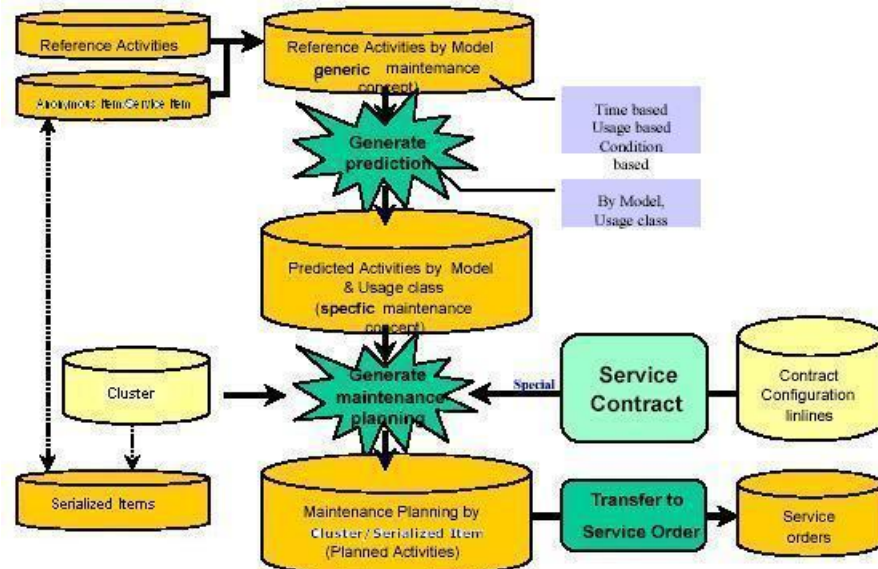 Reference Activities
Anonymous Item/Service Item
Reference Activities by Model
(generic maintemance
concept)
Time based
Usage based
Condition
based
Generate
prediction
By Model,
Usage class
Predicted Activities by Model
& Usage class
(specfic maintenance
concept)
Cluster
Generate
maintenance
planning
Special
Service
Contract
Contract
Configuration
linlines
Serialized Items
Maintenance Planning by
Cluster/Serialized Item
(Planned Activities)
Transfer to
Service Order
Service
orders